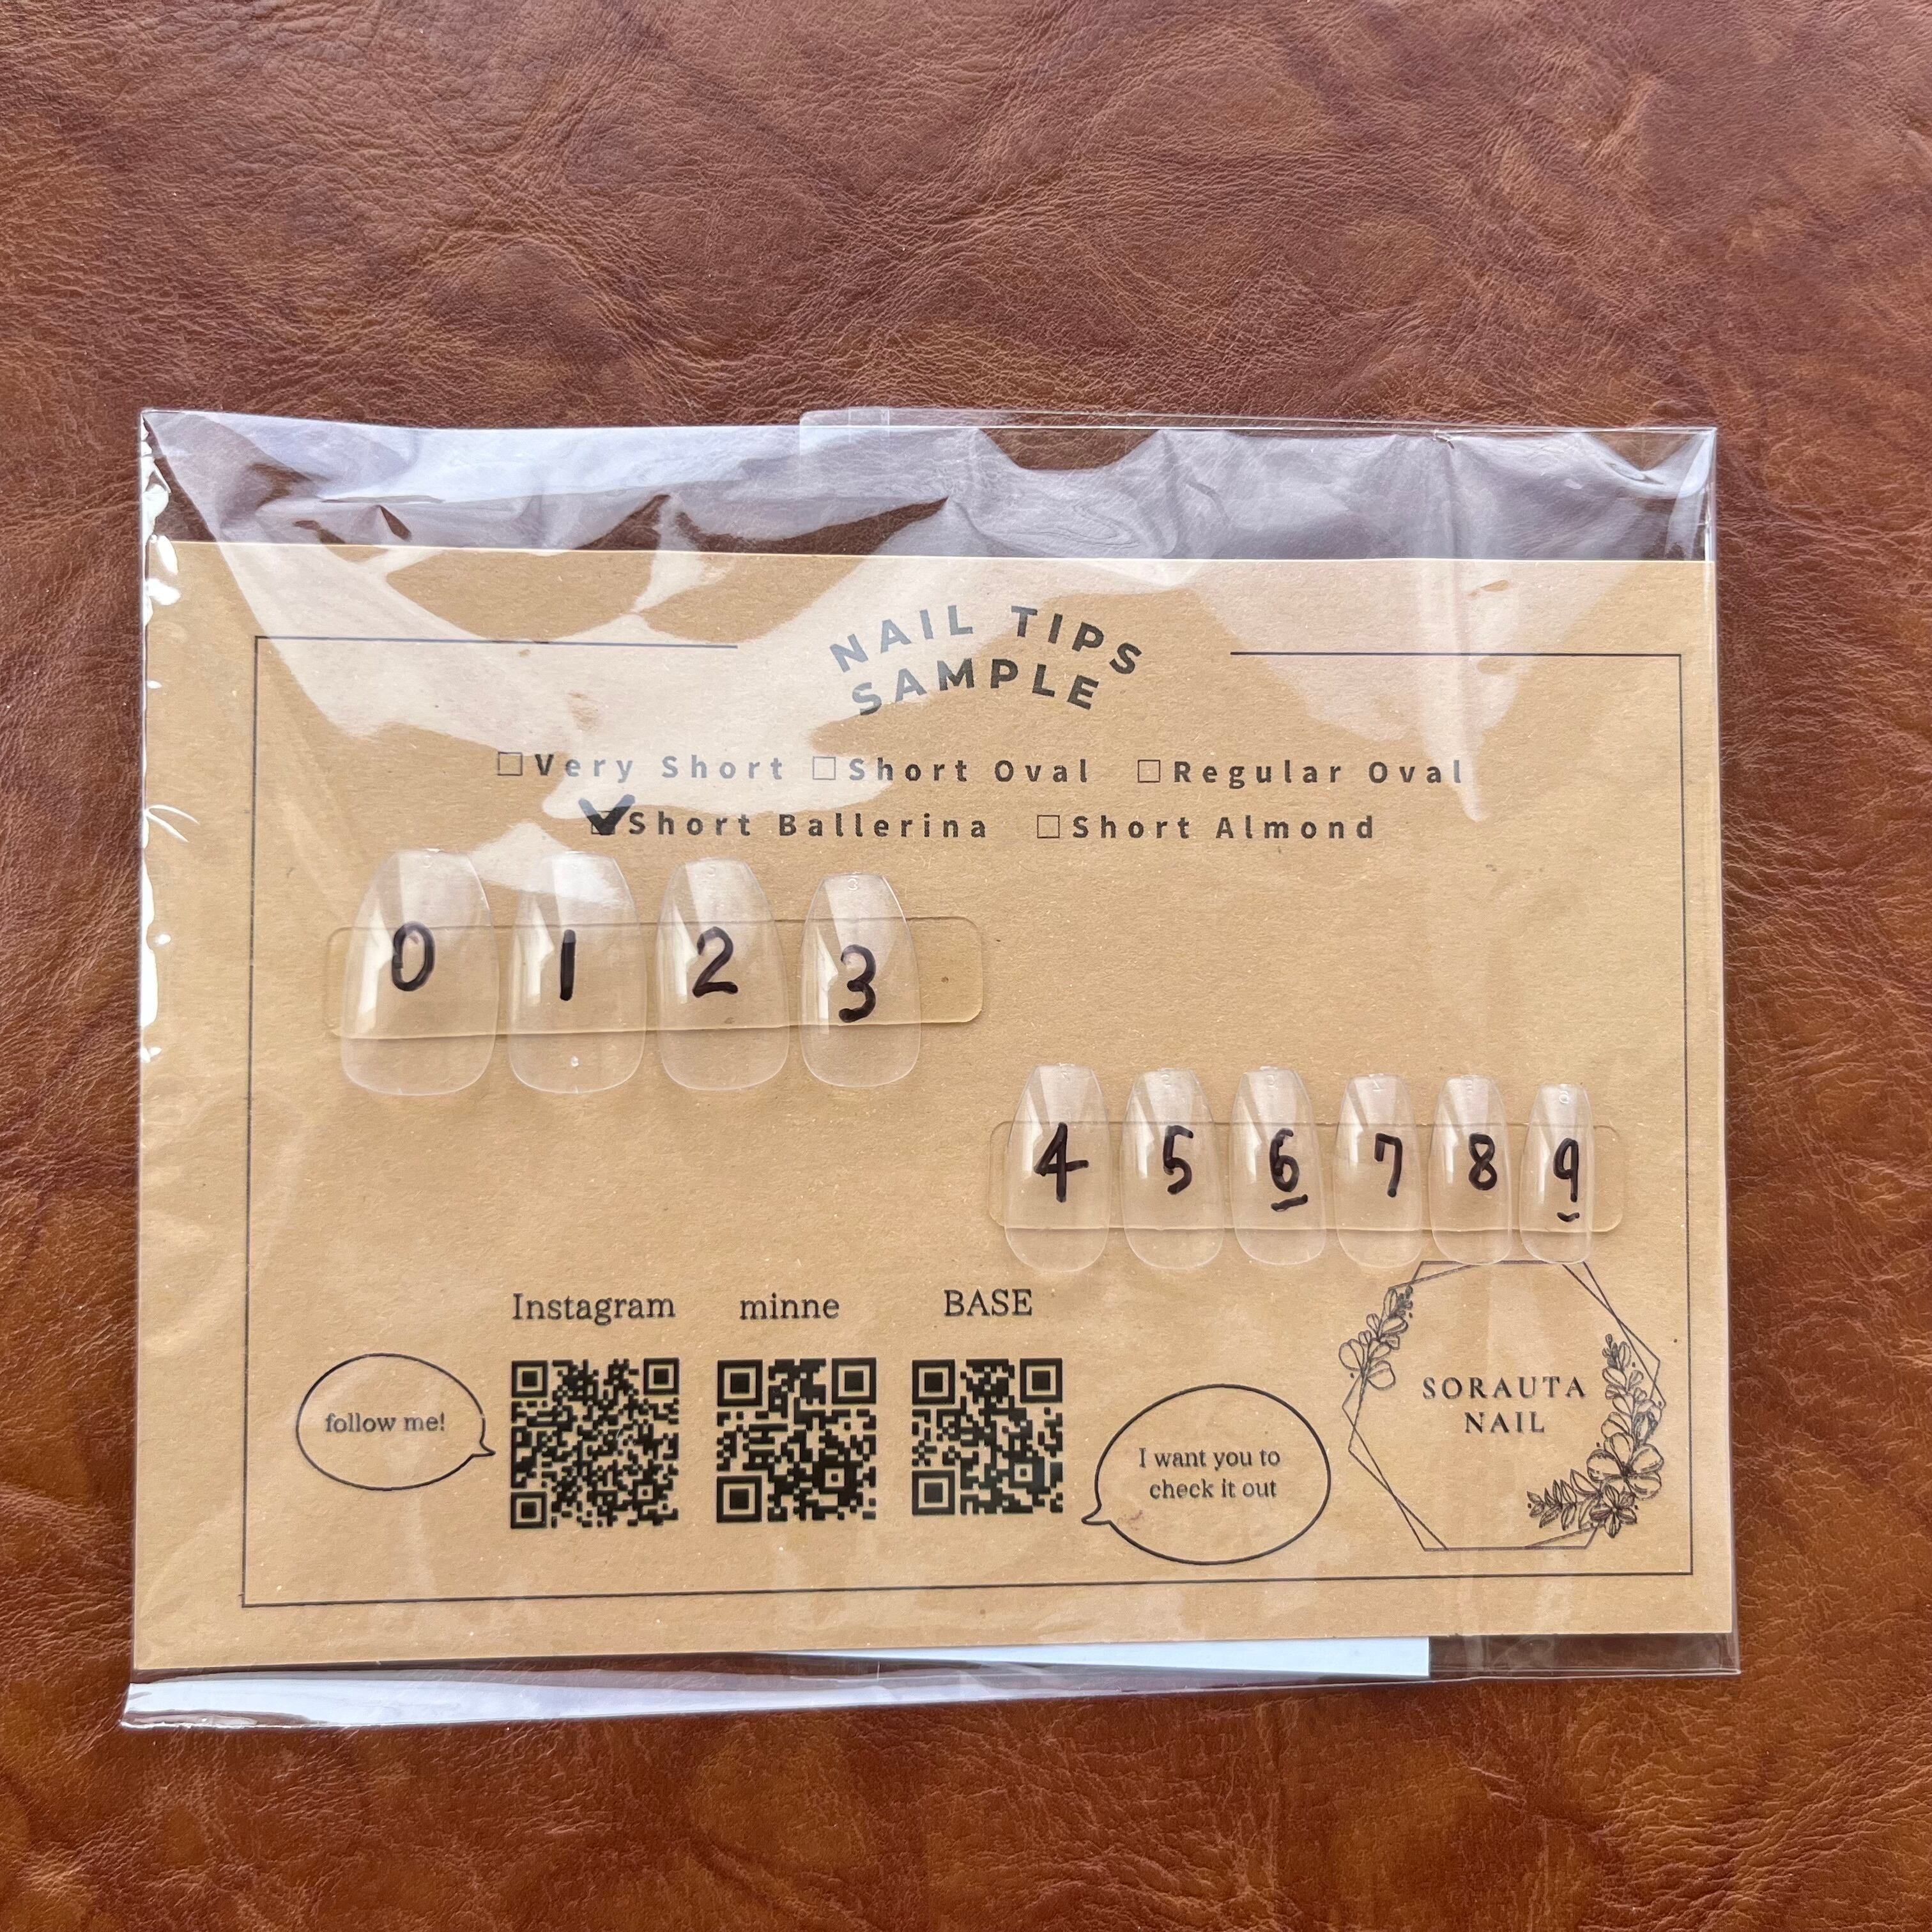 NAIL TIPS
SAMPLE
☐Very Short ☐Short Oval ☐Regular Oval
☑Short Ballerina ☐Short Almond
0 1 2 3
4 5 6 7 8 9
Instagram minne BASE
follow me!
I want you to
check it out
SORAUTA
NAIL